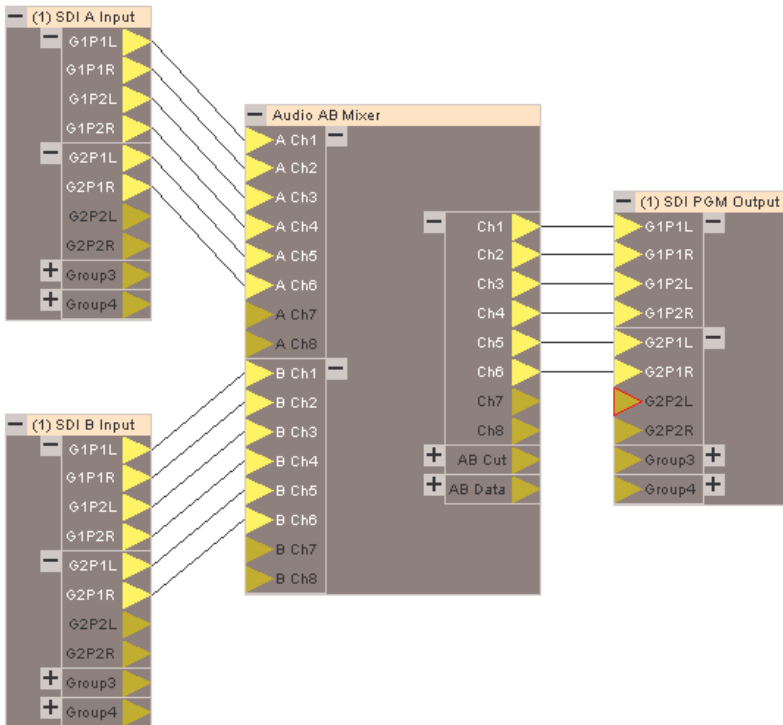 (1) SDI A Input
G1P1L
G1P1R
G1P2L
G1P2R
G2P1L
G2P1R
G2P2L
G2P2R
Group3
Group4
Audio AB Mixer
A Ch1
A Ch2
A Ch3
A Ch4
A Ch5
A Ch6
A Ch7
A Ch8
B Ch1
B Ch2
B Ch3
B Ch4
B Ch5
B Ch6
B Ch7
B Ch8
Ch1
Ch2
Ch3
Ch4
Ch5
Ch6
Ch7
Ch8
AB Cut
AB Data
(1) SDI PGM Output
G1P1L
G1P1R
G1P2L
G1P2R
G2P1L
G2P1R
G2P2L
G2P2R
Group3
Group4
(1) SDI B Input
G1P1L
G1P1R
G1P2L
G1P2R
G2P1L
G2P1R
G2P2L
G2P2R
Group3
Group4